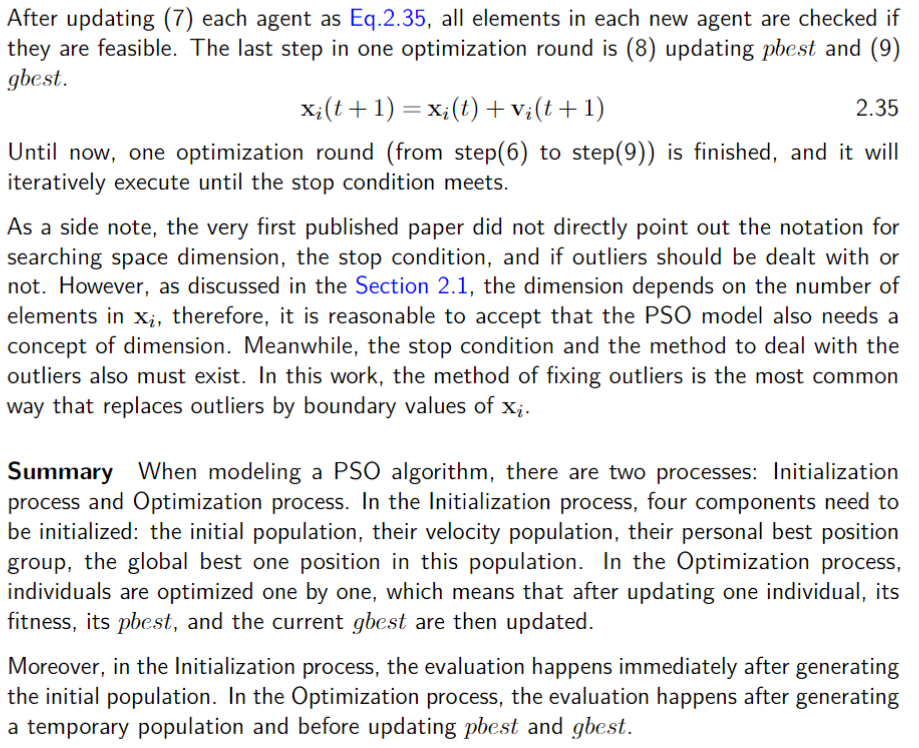 After updating (7) each agent as Eq.2.35, all elements in each new agent are checked if
they are feasible. The last step in one optimization round is (8) updating pbest and (9)
gbest.
x_i(t + 1) = x_i(t) + v_i(t + 1) 2.35
Until now, one optimization round (from step(6) to step(9)) is finished, and it will
iteratively execute until the stop condition meets.
As a side note, the very first published paper did not directly point out the notation for
searching space dimension, the stop condition, and if outliers should be dealt with or
not. However, as discussed in the Section 2.1, the dimension depends on the number of
elements in x_i, therefore, it is reasonable to accept that the PSO model also needs a
concept of dimension. Meanwhile, the stop condition and the method to deal with the
outliers also must exist. In this work, the method of fixing outliers is the most common
way that replaces outliers by boundary values of x_i.
Summary When modeling a PSO algorithm, there are two processes: Initialization
process and Optimization process. In the Initialization process, four components need to
be initialized: the initial population, their velocity population, their personal best position
group, the global best one position in this population. In the Optimization process,
individuals are optimized one by one, which means that after updating one individual, its
fitness, its pbest, and the current gbest are then updated.
Moreover, in the Initialization process, the evaluation happens immediately after generating
the initial population. In the Optimization process, the evaluation happens after generating
a temporary population and before updating pbest and gbest.